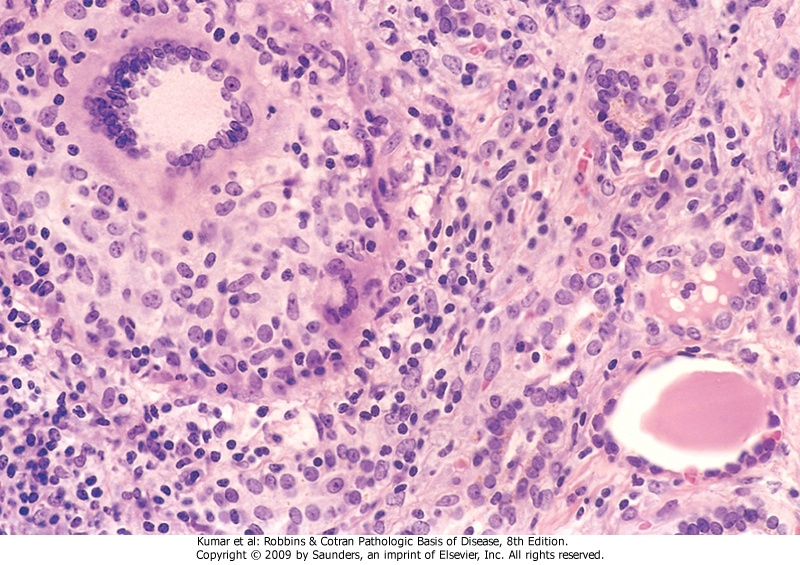 Kumar et al: Robbins & Cotran Pathologic Basis of Disease, 8th Edition.
Copyright © 2009 by Saunders, an imprint of Elsevier, Inc. All rights reserved.